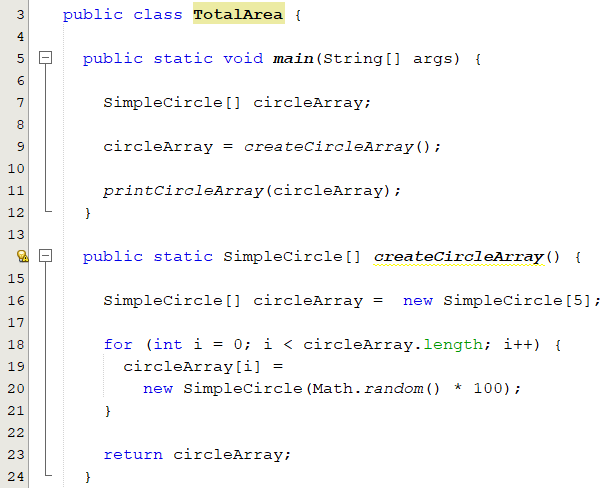 3 public class TotalArea {
4
5 public static void main(String[] args) {
6
7 SimpleCircle[] circleArray;
8
9 circleArray = createCircleArray();
10
11 printCircleArray(circleArray);
12 }
13
public static SimpleCircle[] createCircleArray() {
15
16 SimpleCircle[] circleArray = new SimpleCircle[5];
17
18 for (int i = 0; i < circleArray.length; i++) {
19 circleArray[i] =
20 new SimpleCircle(Math.random() * 100);
21 }
22
23 return circleArray;
24 }